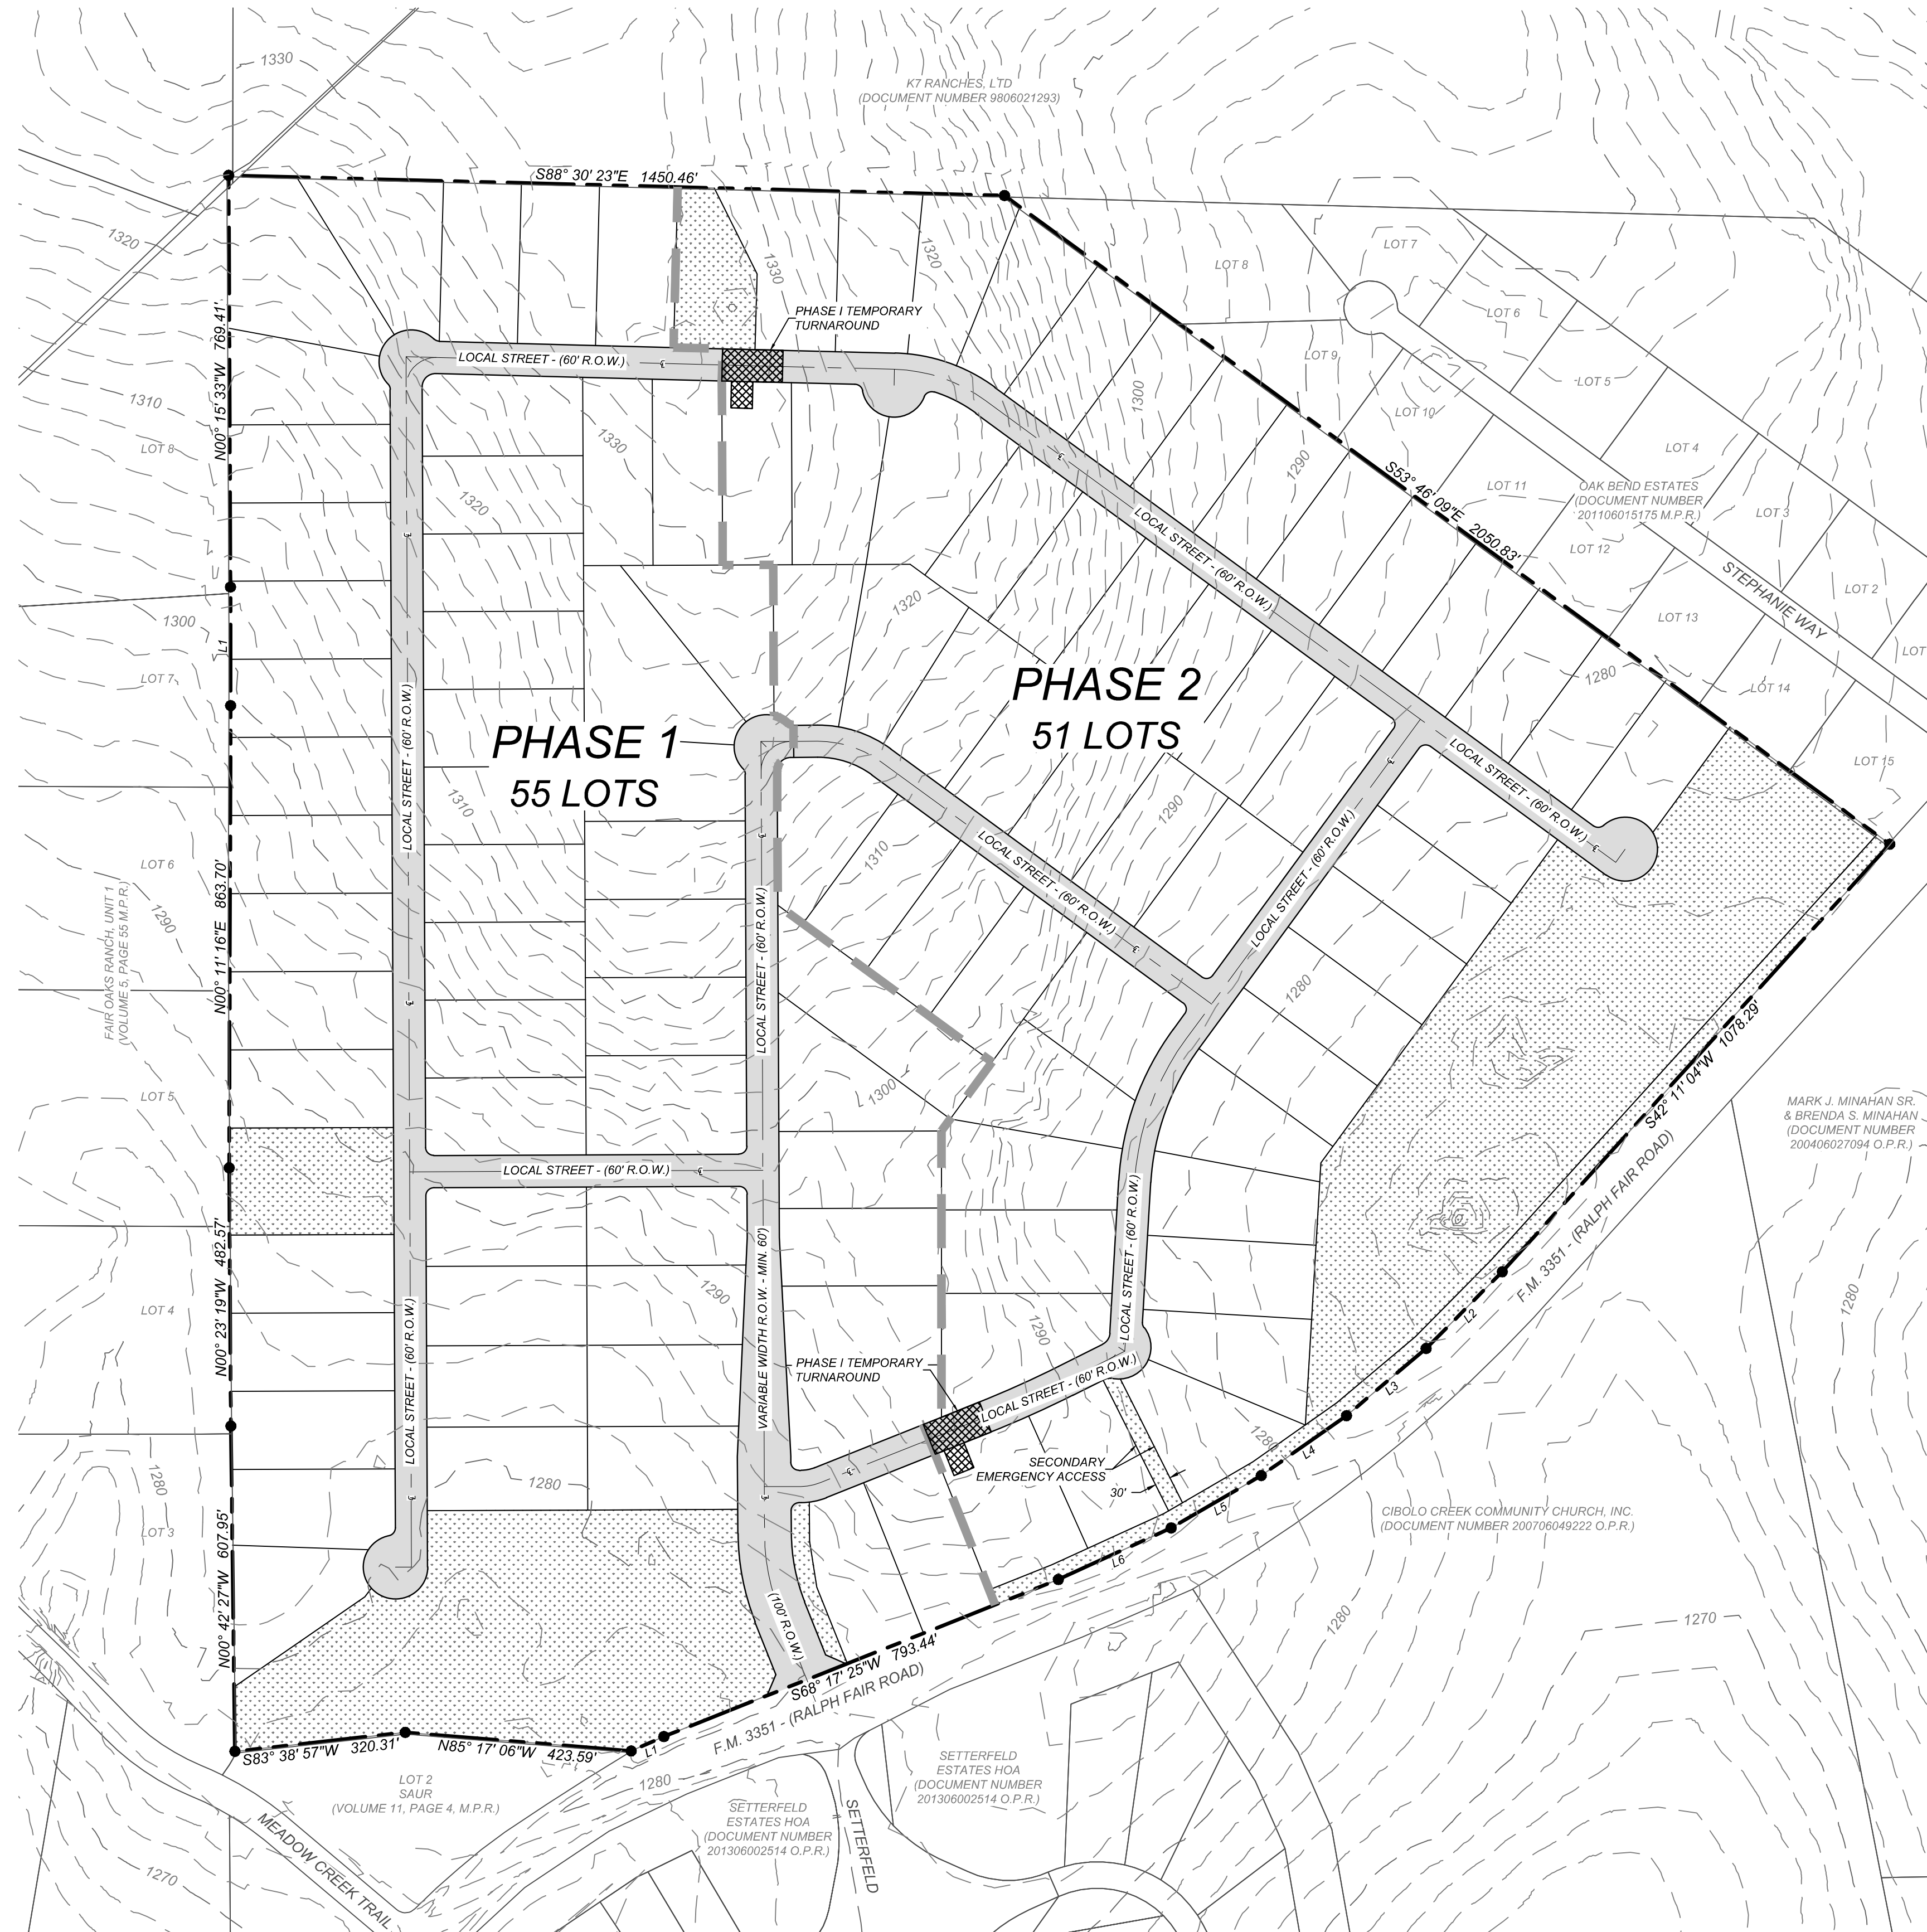 1330
K7 RANCHES, LTD
(DOCUMENT NUMBER 9806021293)
S88° 30' 23"E 1450.46'
1320
1330
1320
LOT 7
LOT 8
LOT 6
PHASE I TEMPORARY
TURNAROUND
N00° 15' 33"W 769.41'
LOCAL STREET - (60' R.O.W.)
LOT 9
LOT 5
1310
1300
LOT 10
LOT 8
1330
LOT 4
1290
S53° 46' 09"E 2050.83'
LOT 11
OAK BEND ESTATES
(DOCUMENT NUMBER
201106015175 M.P.R.)
1320
LOT 3
LOCAL STREET - (60' R.O.W.)
LOT 12
STEPHANIE WAY
LOT 2
1320
1300
LOT 13
L1
LOT
LOT 7
PHASE 2
51 LOTS
1280
LOT 14
PHASE 1
55 LOTS
LOCAL STREET - (60' R.O.W.)
LOT 15
LOCAL STREET - (60' R.O.W.)
1310
1290
LOT 6
1310
LOCAL STREET - (60' R.O.W.)
LOCAL STREET - (60' R.O.W.)
FAIR OAKS RANCH, UNIT 1
(VOLUME 5, PAGE 55 M.P.R.)
1290
N00° 11' 16"E 863.70'
LOCAL STREET - (60' R.O.W.)
1280
S42° 11' 04"W 1078.29'
LOT 5
1300
MARK J. MINAHAN SR.
& BRENDA S. MINAHAN
(DOCUMENT NUMBER
200406027094 O.P.R.)
LOCAL STREET - (60' R.O.W.)
F.M. 3351 - (RALPH FAIR ROAD)
N00° 23' 19"W 482.57'
LOCAL STREET - (60' R.O.W.)
LOT 4
1290
VARIABLE WIDTH R.O.W. - MIN. 60')
1290
1280
L2
LOCAL STREET - (60' R.O.W.)
PHASE I TEMPORARY
TURNAROUND
LOCAL STREET - (60' R.O.W.)
L3
1280
L4
SECONDARY
EMERGENCY ACCESS
30'
1280
1280
L5
CIBOLO CREEK COMMUNITY CHURCH, INC.
(DOCUMENT NUMBER 200706049222 O.P.R.)
LOT 3
N00° 42' 27"W 607.95'
L6
1280
1270
(100' R.O.W.)
S68° 17' 25"W 793.44'
F.M. 3351 - (RALPH FAIR ROAD)
S83° 38' 57"W 320.31'
N85° 17' 06"W 423.59'
L1
LOT 2
SAUR
(VOLUME 11, PAGE 4, M.P.R.)
1280
SETTERFELD
ESTATES HOA
(DOCUMENT NUMBER
201306002514 O.P.R.)
SETTERFELD
ESTATES HOA
(DOCUMENT NUMBER
201306002514 O.P.R.)
SETTERFELD
MEADOW CREEK TRAIL
1270